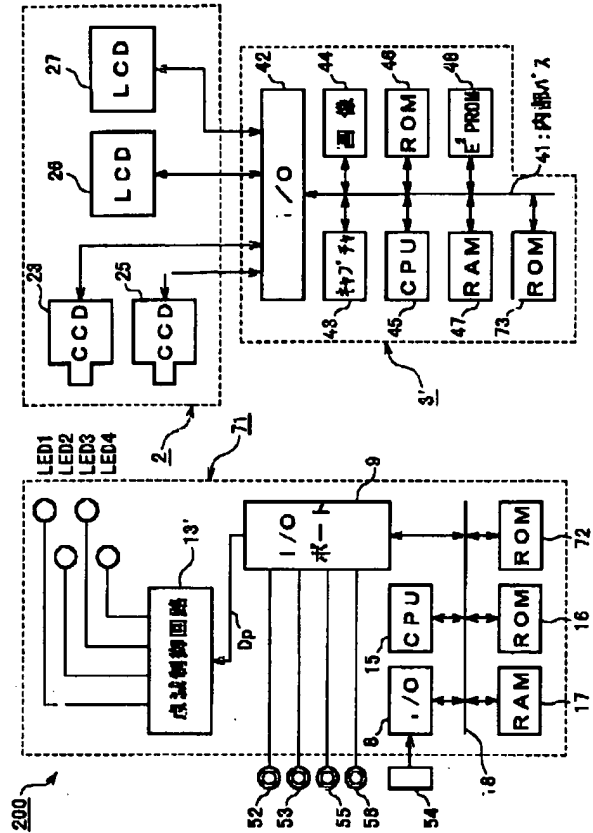 200
71
LED1
LED2
LED3
LED4
点滅制御回路
13'
Dp
I/O
ポート
9
52
53
55
58
54
8
I/O
15
CPU
17
RAM
16
ROM
72
ROM
18
2
23
CCD
25
CCD
26
LCD
27
LCD
3'
I/O
42
43
ｷｬﾌﾟﾁｬ
44
画像
45
CPU
46
ROM
47
RAM
48
E²PROM
73
ROM
41:内部ﾊﾞｽ